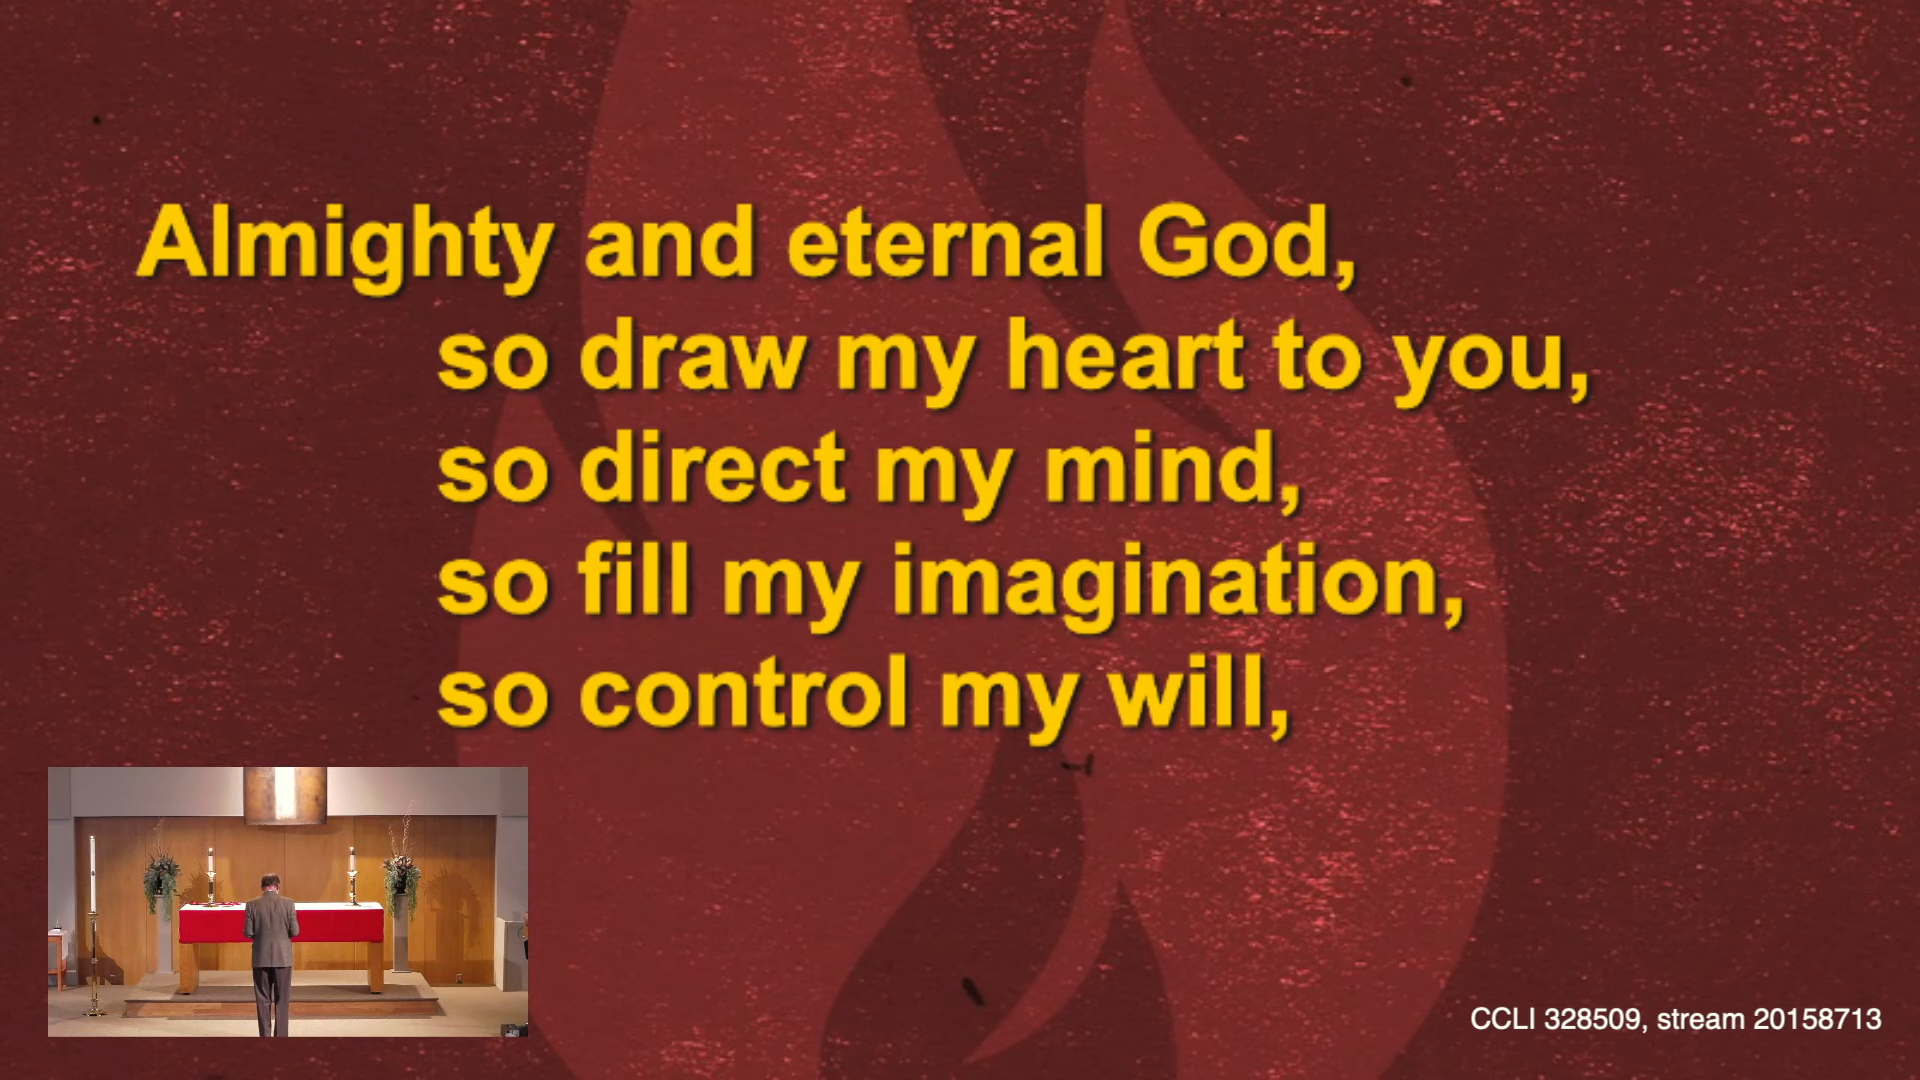 Almighty and eternal God,
so draw my heart to you,
so direct my mind,
so fill my imagination,
so control my will,
CCLI 328509, stream 20158713